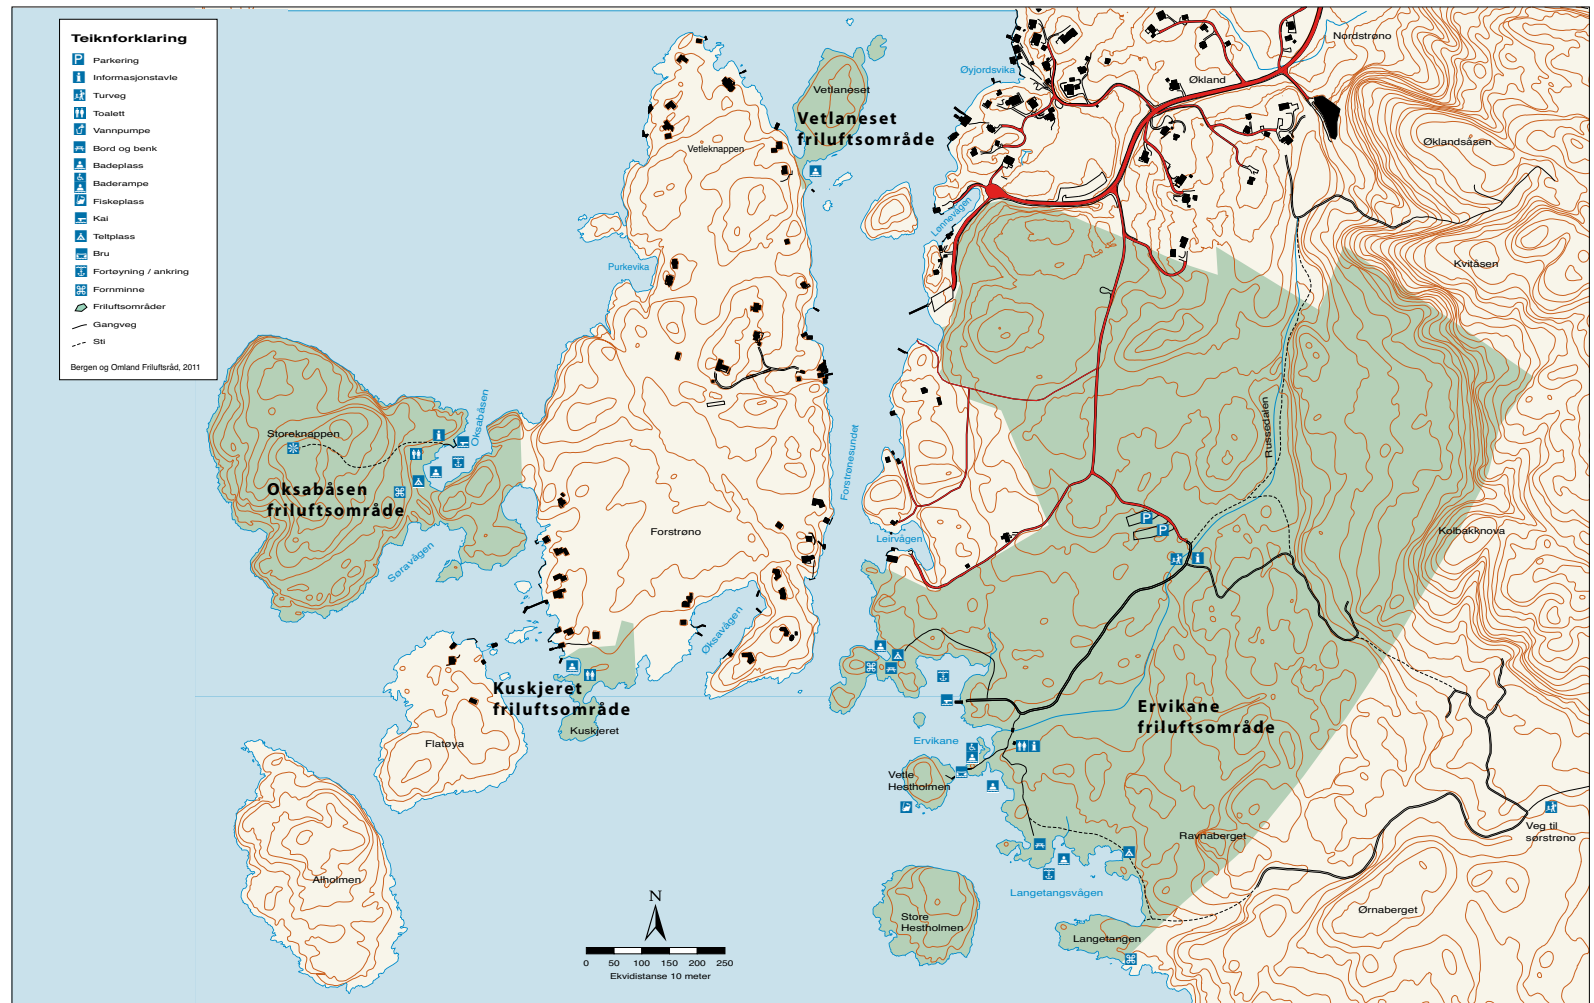 Teiknforklaring
Parkering
Informasjonstavle
Turveg
Toalett
Vannpumpe
Bord og benk
Badeplass
Baderampe
Fiskeplass
Kai
Teltplass
Bru
Fortøyning / ankring
Fornminne
Friluftsområder
Gangveg
Sti
Bergen og Omland Friluftsråd, 2011
Nordstrøno
Øyjordsvika
Økland
Vetlaneset
Vetlaneset
friluftsområde
Vetleknappen
Øklandsåsen
Lønnevågen
Purkevika
Kvitåsen
Oksabåsen
Storeknappen
Russedalen
Forstrønesundet
Oksabåsen
friluftsområde
Forstrøno
Leirvågen
Kolbakknova
P
P
Søravågen
Oksavågen
Kuskjeret
friluftsområde
Kuskjeret
Flatøya
Ervikane
friluftsområde
Ervikane
Vetle
Hestholmen
Veg til
sørstrøno
Ravnaberget
Ålholmen
Langetangsvågen
Ørnaberget
Store
Hestholmen
Langetangen
N
0 50 100 150 200 250
Ekvidistanse 10 meter